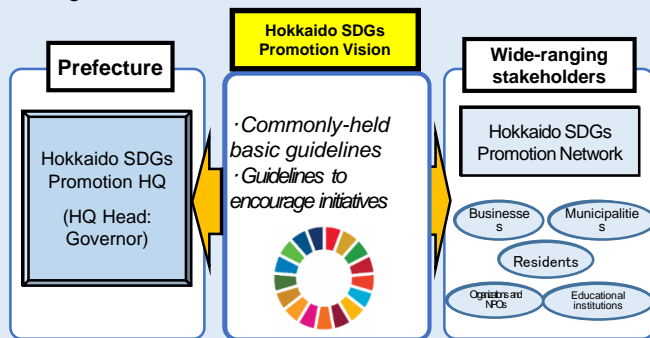 Hokkaido SDGs
Promotion Vision
Prefecture
Hokkaido SDGs
Promotion HQ
(HQ Head:
Governor)
・Commonly-held
basic guidelines
・Guidelines to
encourage initiatives
Wide-ranging
stakeholders
Hokkaido SDGs
Promotion Network
Businesse
s
Municipalitie
s
Residents
Organizations and
NPOs
Educational
institutions